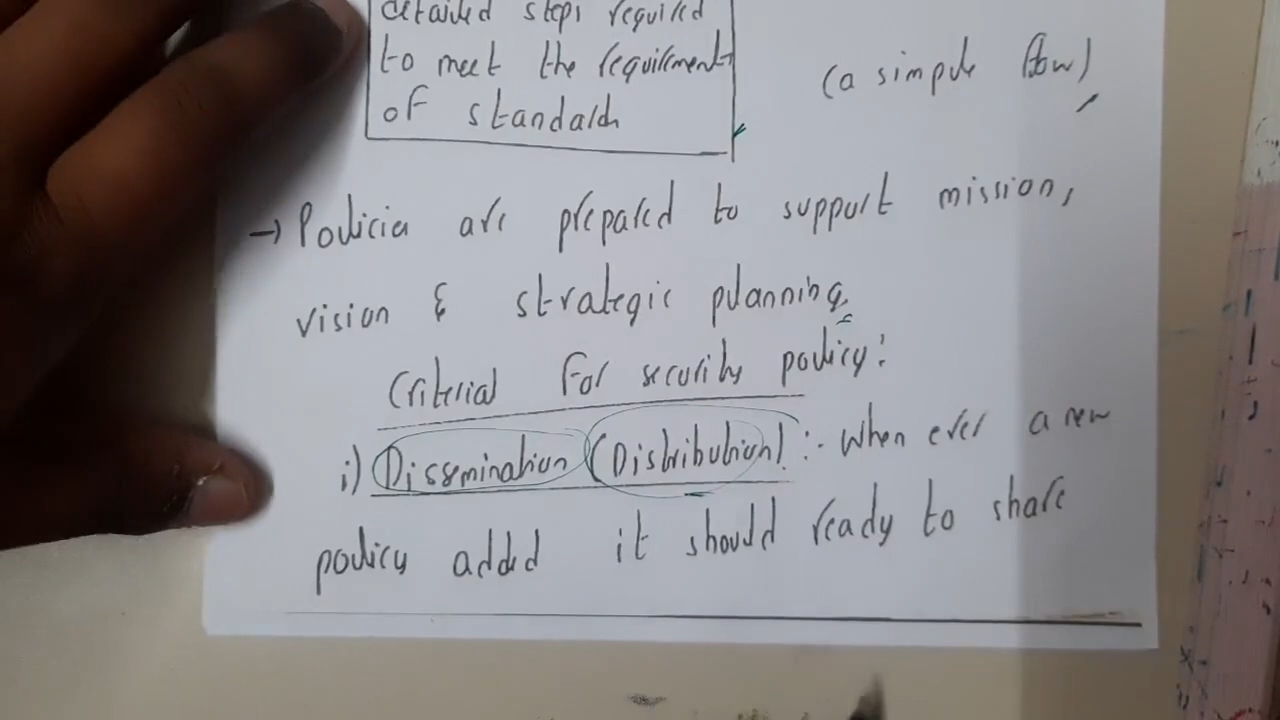 detailed steps required
to meet the requirments
of standards
(a simple flow)
→ Policies are prepared to support mission,
vision & strategic planning
Criterial for security policy:
i) Dissemination (Distribution) :- When ever a new
policy added it should ready to share